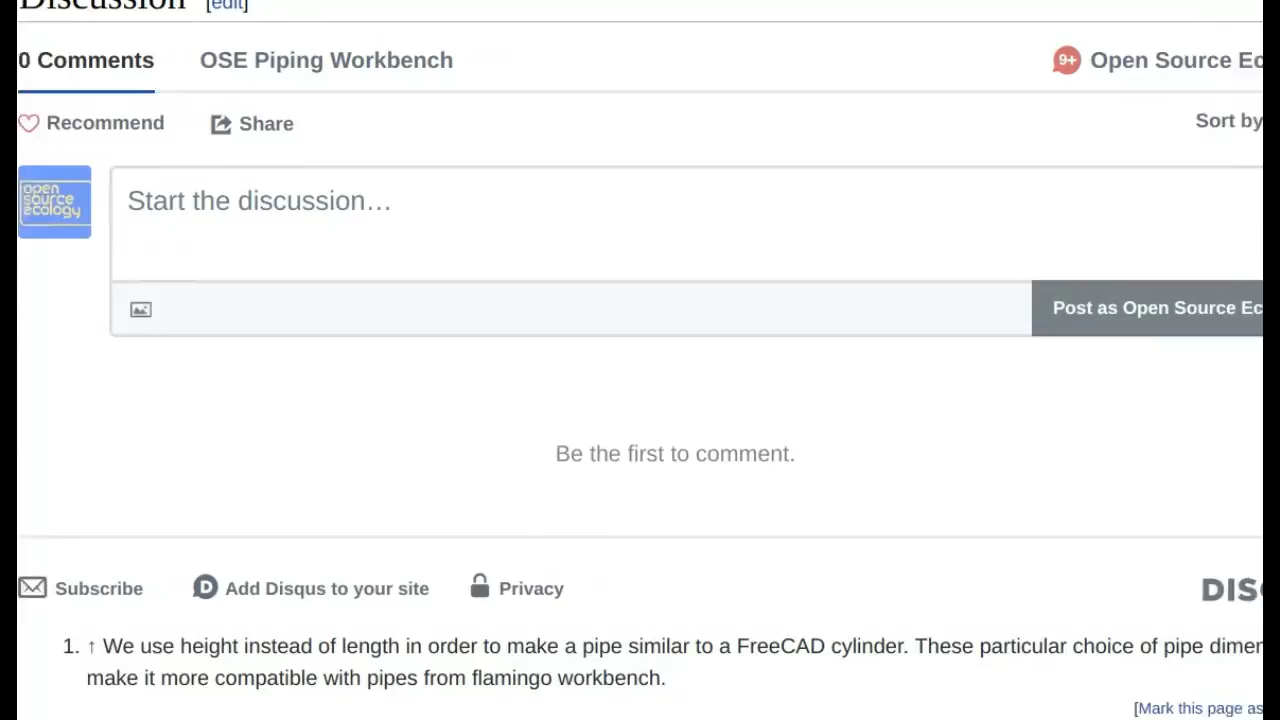 Discussion [edit]
0 Comments OSE Piping Workbench 9+ Open Source Ec
Recommend Share Sort by
open
source
ecology
Start the discussion…
Post as Open Source Ec
Be the first to comment.
Subscribe D Add Disqus to your site Privacy DIS
1. ↑ We use height instead of length in order to make a pipe similar to a FreeCAD cylinder. These particular choice of pipe dimen
make it more compatible with pipes from flamingo workbench.
[Mark this page as